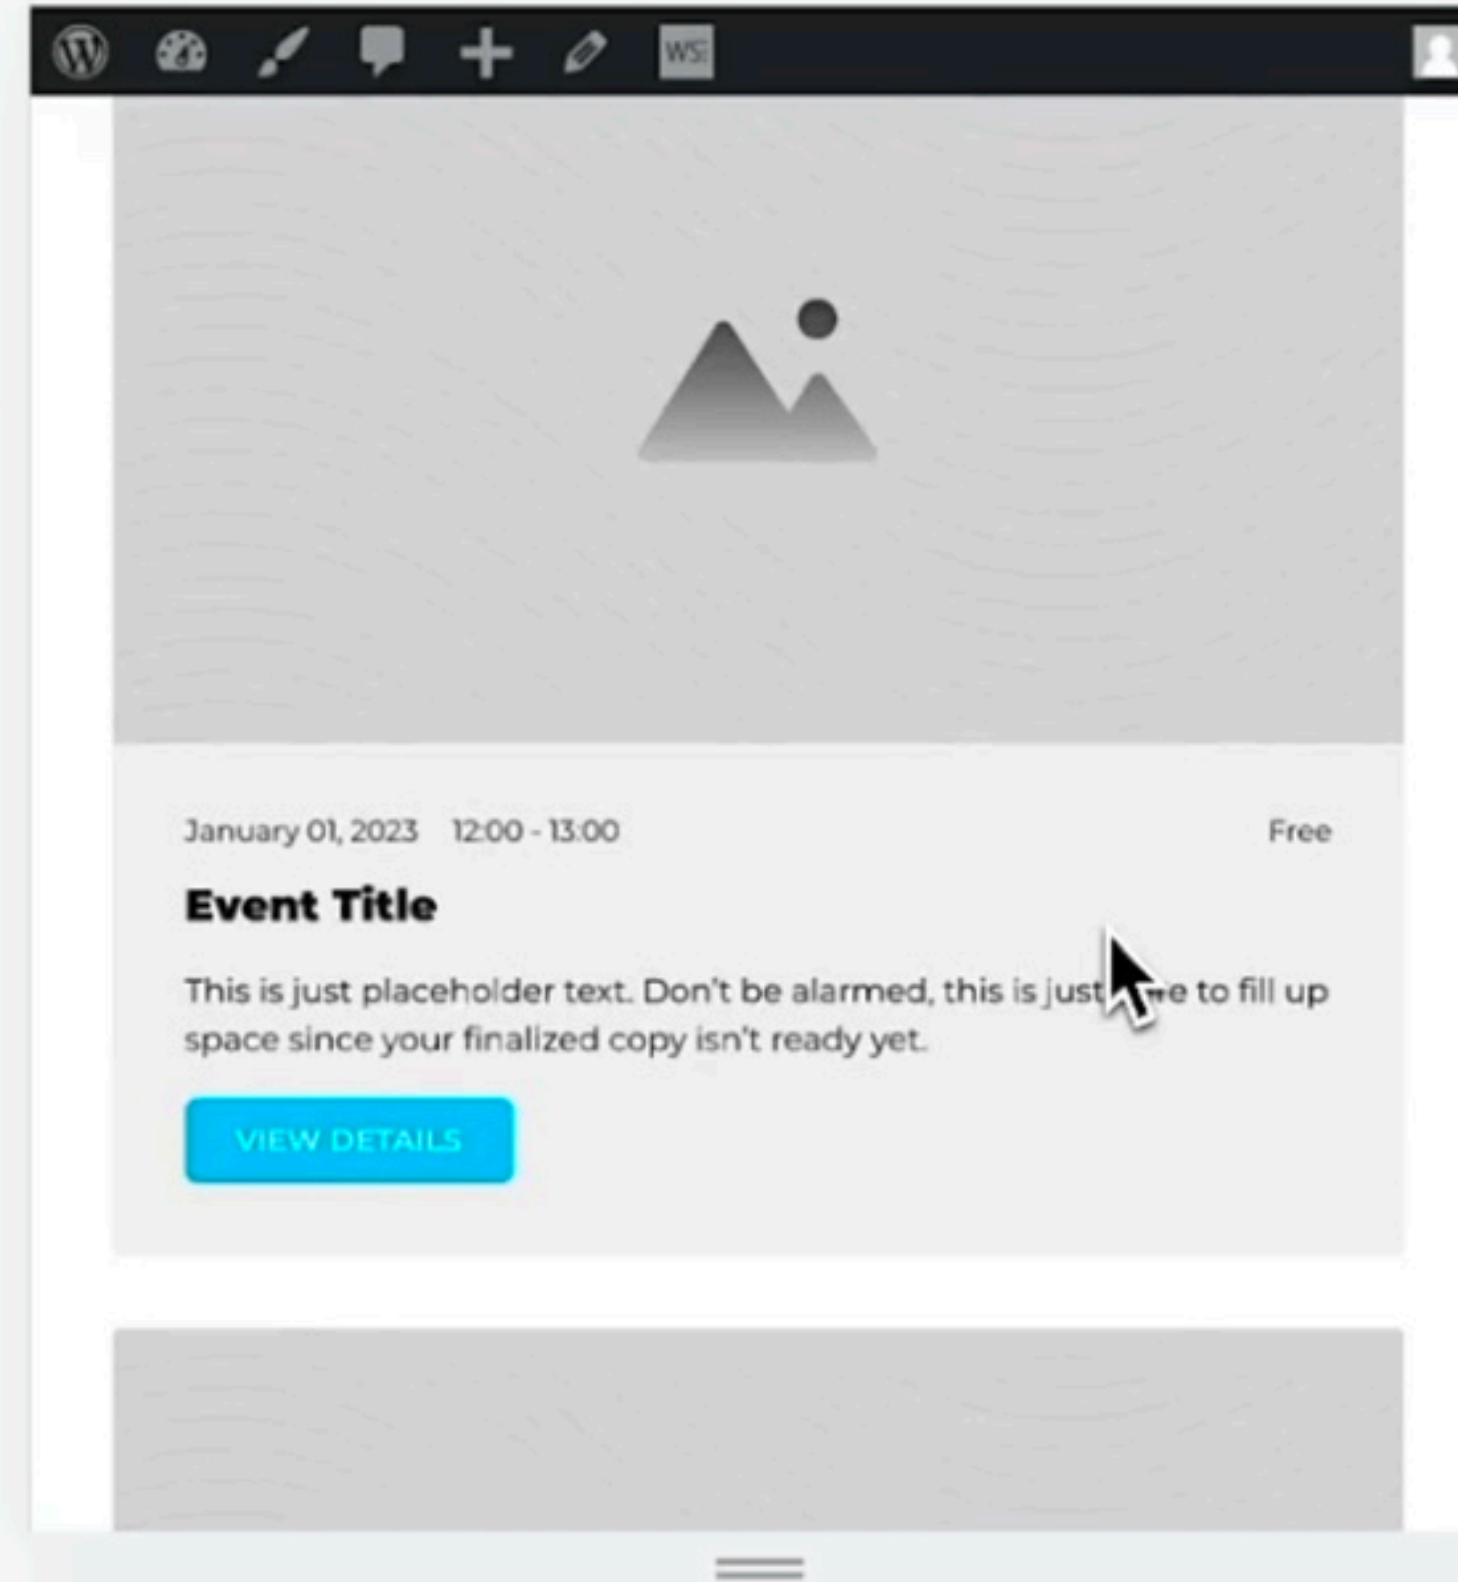 WS
January 01, 2023 12:00 - 13:00 Free
Event Title
This is just placeholder text. Don't be alarmed, this is just to fill up
space since your finalized copy isn't ready yet.
VIEW DETAILS